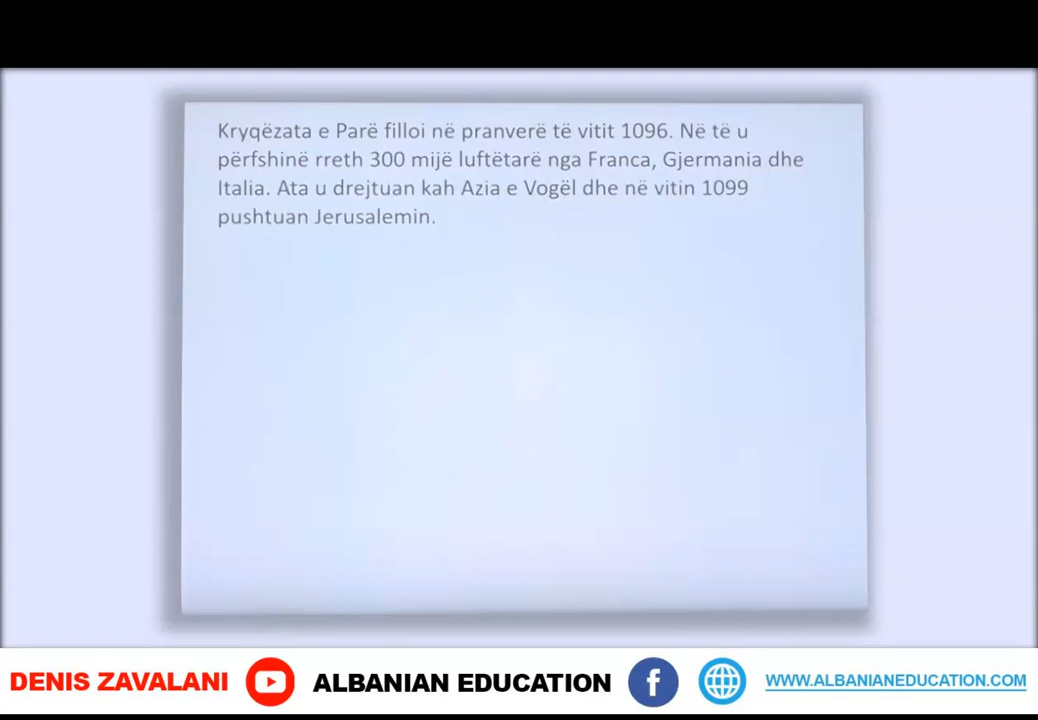 Kryqëzata e Parë filloi në pranverë të vitit 1096. Në të u
përfshinë rreth 300 mijë luftëtarë nga Franca, Gjermania dhe
Italia. Ata u drejtuan kah Azia e Vogël dhe në vitin 1099
pushtuan Jerusalemin.
DENIS ZAVALANI ALBANIAN EDUCATION WWW.ALBANIANEDUCATION.COM